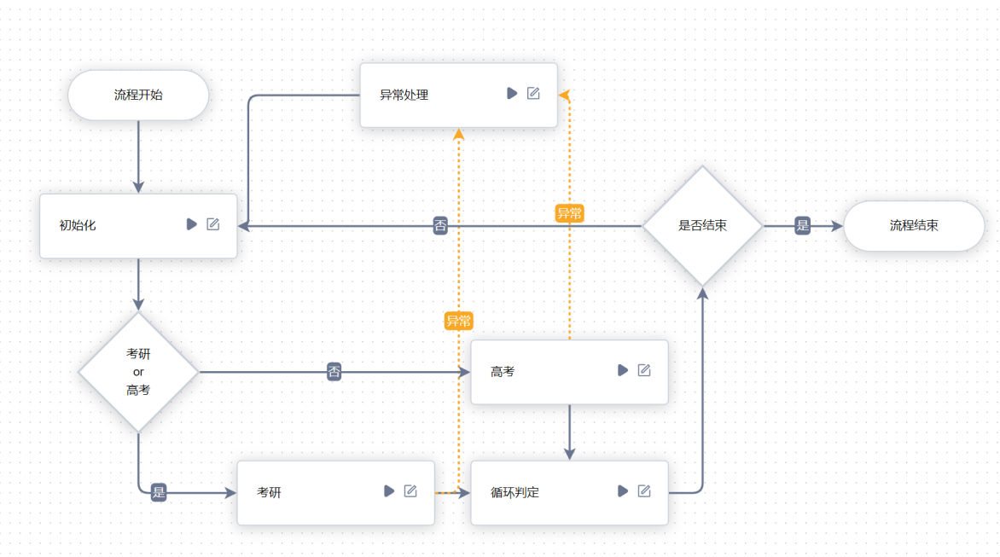 流程开始
异常处理
初始化
否
异常
是否结束
是
流程结束
异常
考研
or
高考
否
高考
是
考研
循环判定